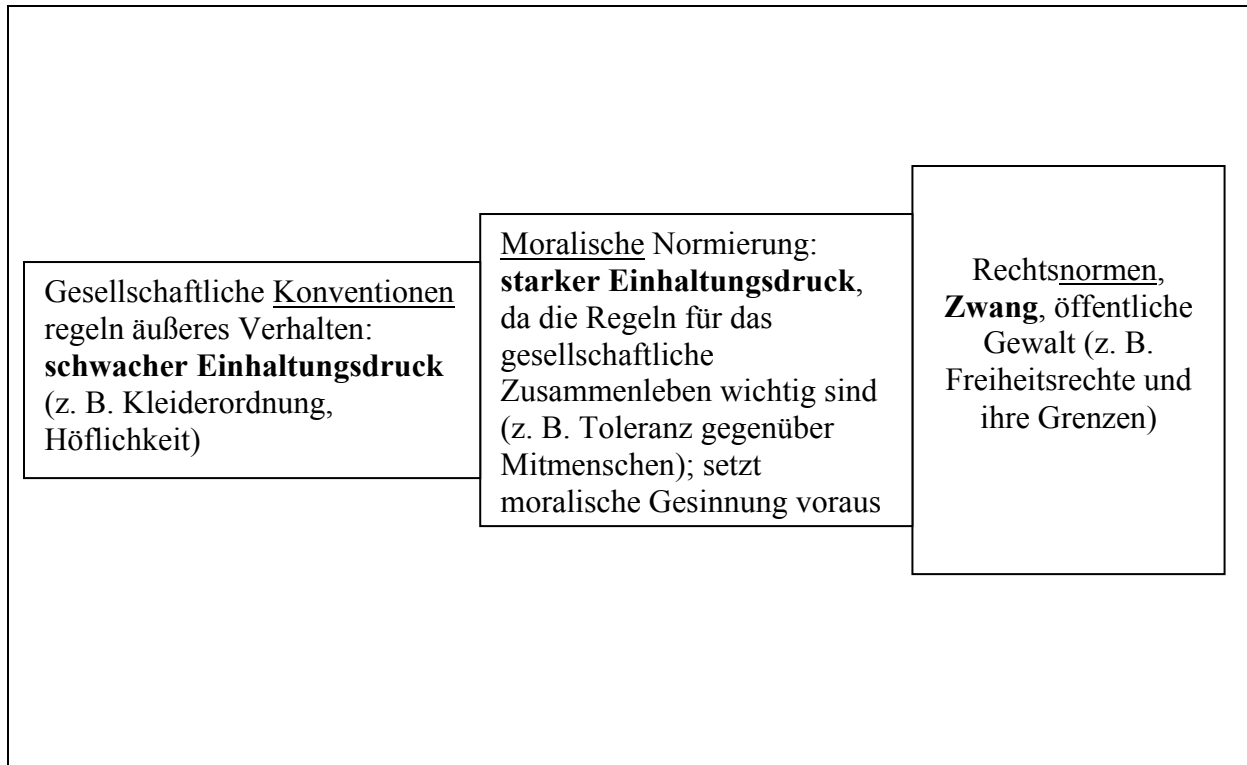 Gesellschaftliche Konventionen
regeln äußeres Verhalten:
schwacher Einhaltungsdruck
(z. B. Kleiderordnung,
Höflichkeit)
Moralische Normierung:
starker Einhaltungsdruck,
da die Regeln für das
gesellschaftliche
Zusammenleben wichtig sind
(z. B. Toleranz gegenüber
Mitmenschen); setzt
moralische Gesinnung voraus
Rechtsnormen,
Zwang, öffentliche
Gewalt (z. B.
Freiheitsrechte und
ihre Grenzen)